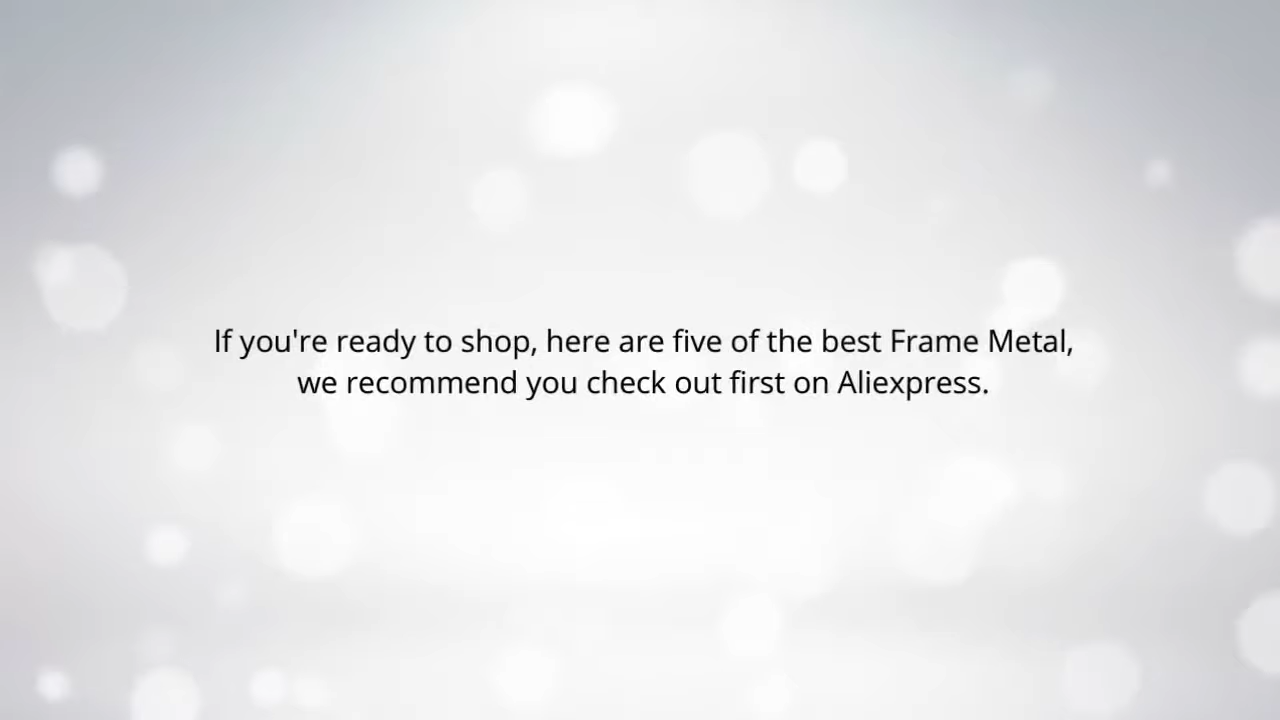 If you're ready to shop, here are five of the best Frame Metal,
we recommend you check out first on Aliexpress.